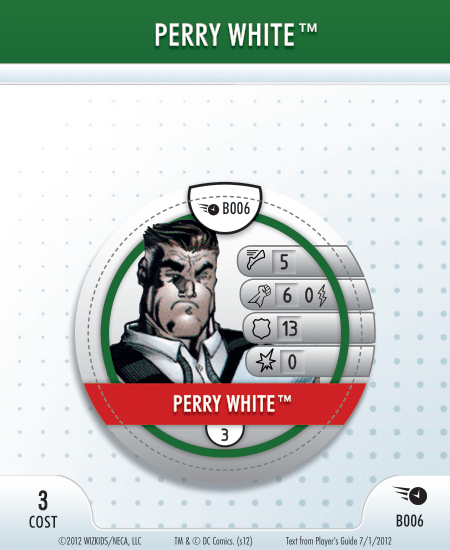 PERRY WHITE™
B006
5
6 0
13
0
PERRY WHITE™
3
3
COST
B006
©2012 WIZKIDS/NECA, LLC TM & © DC Comics. (s12) Text from Player's Guide 7/1/2012